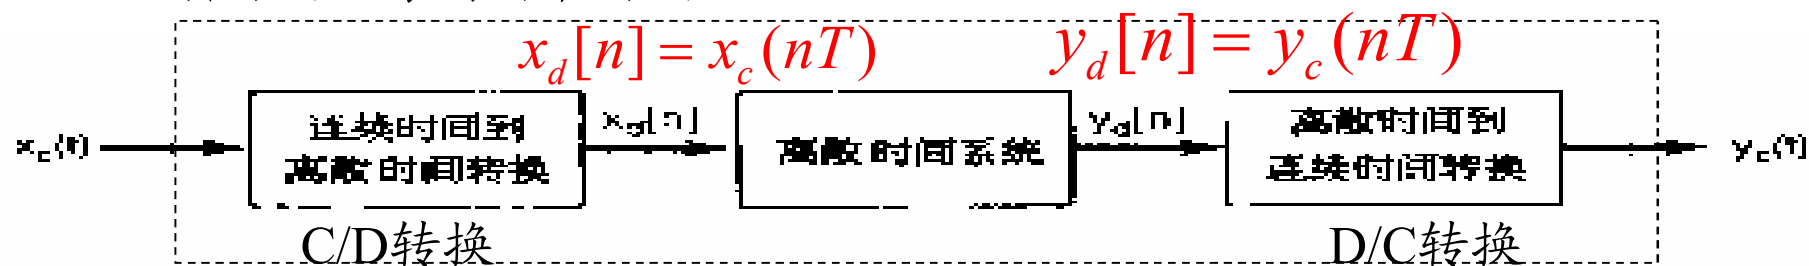 x_d[n] = x_c(nT)
y_d[n] = y_c(nT)
x_c(t)
连续时间到
离散时间转换
x_d[n]
离散时间系统
y_d[n]
离散时间到
连续时间转换
y_c(t)
C/D转换
D/C转换